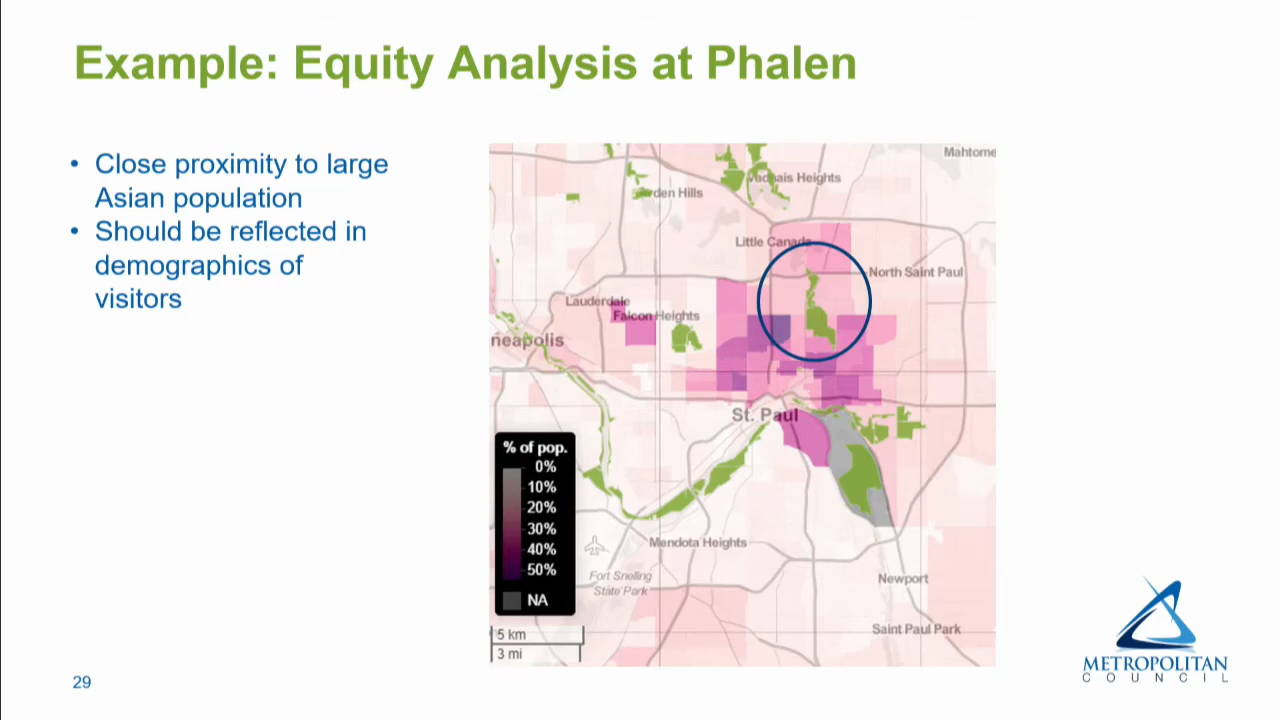 Example: Equity Analysis at Phalen
• Close proximity to large
Asian population
• Should be reflected in
demographics of
visitors
Mahtome
Vadnais Heights
rden Hills
Little Canada
North Saint Paul
Lauderdale
Falcon Heights
neapolis
St. Paul
% of pop.
0%
10%
20%
30%
40%
50%
NA
Mendota Heights
Fort Snelling
State Park
Newport
Saint Paul Park
5 km
3 mi
METROPOLITAN
COUNCIL
29